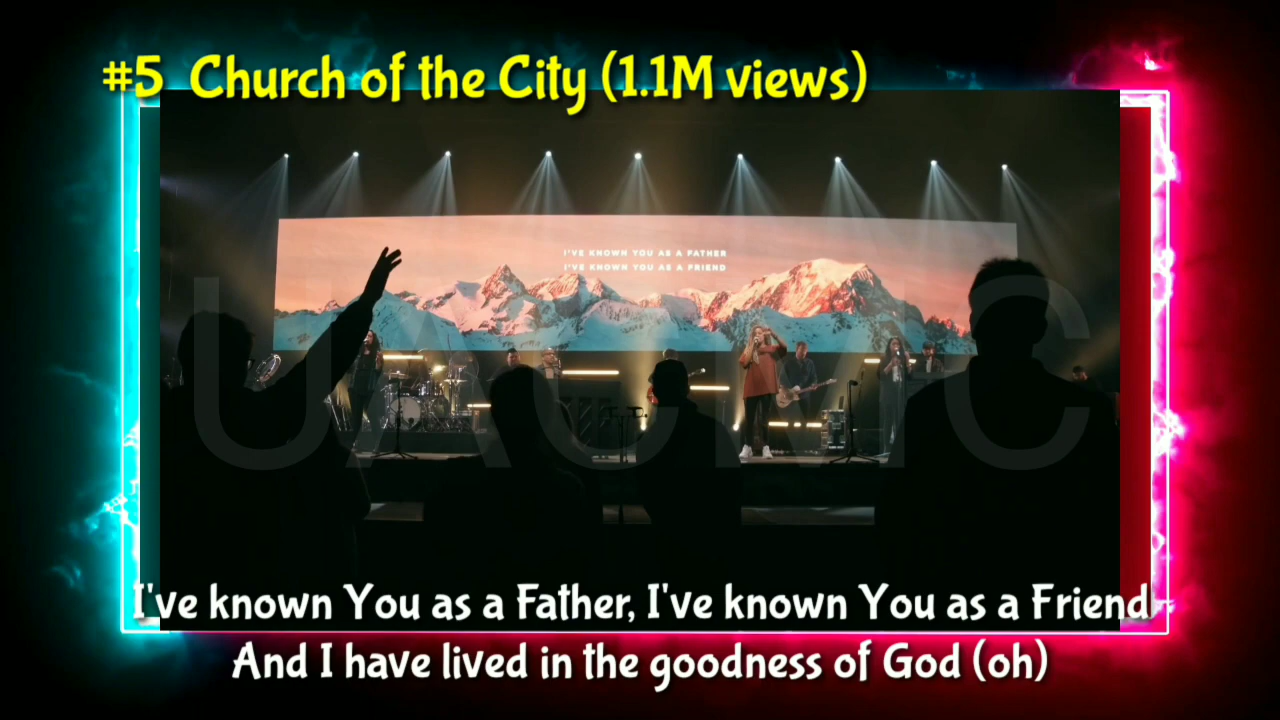 #5 Church of the City (1.1M views)
I'VE KNOWN YOU AS A FATHER
I'VE KNOWN YOU AS A FRIEND
UACMC
I've known You as a Father, I've known You as a Friend
And I have lived in the goodness of God (oh)